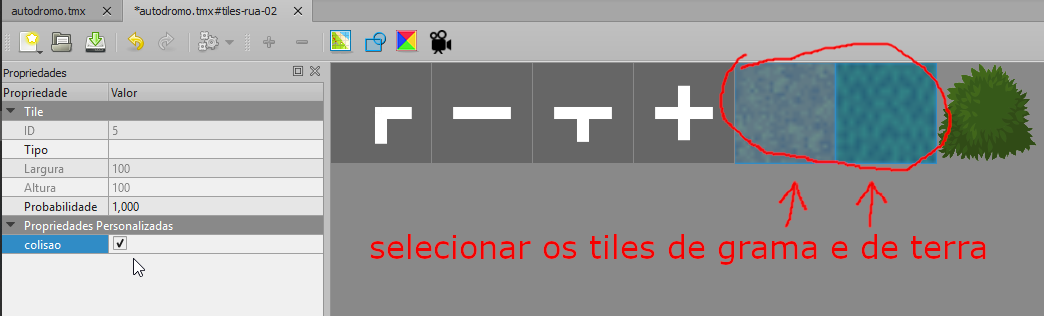 autodromo.tmx
*autodromo.tmx#tiles-rua-02
Propriedades
Propriedade Valor
Tile
ID 5
Tipo
Largura 100
Altura 100
Probabilidade 1,000
Propriedades Personalizadas
colisao
selecionar os tiles de grama e de terra